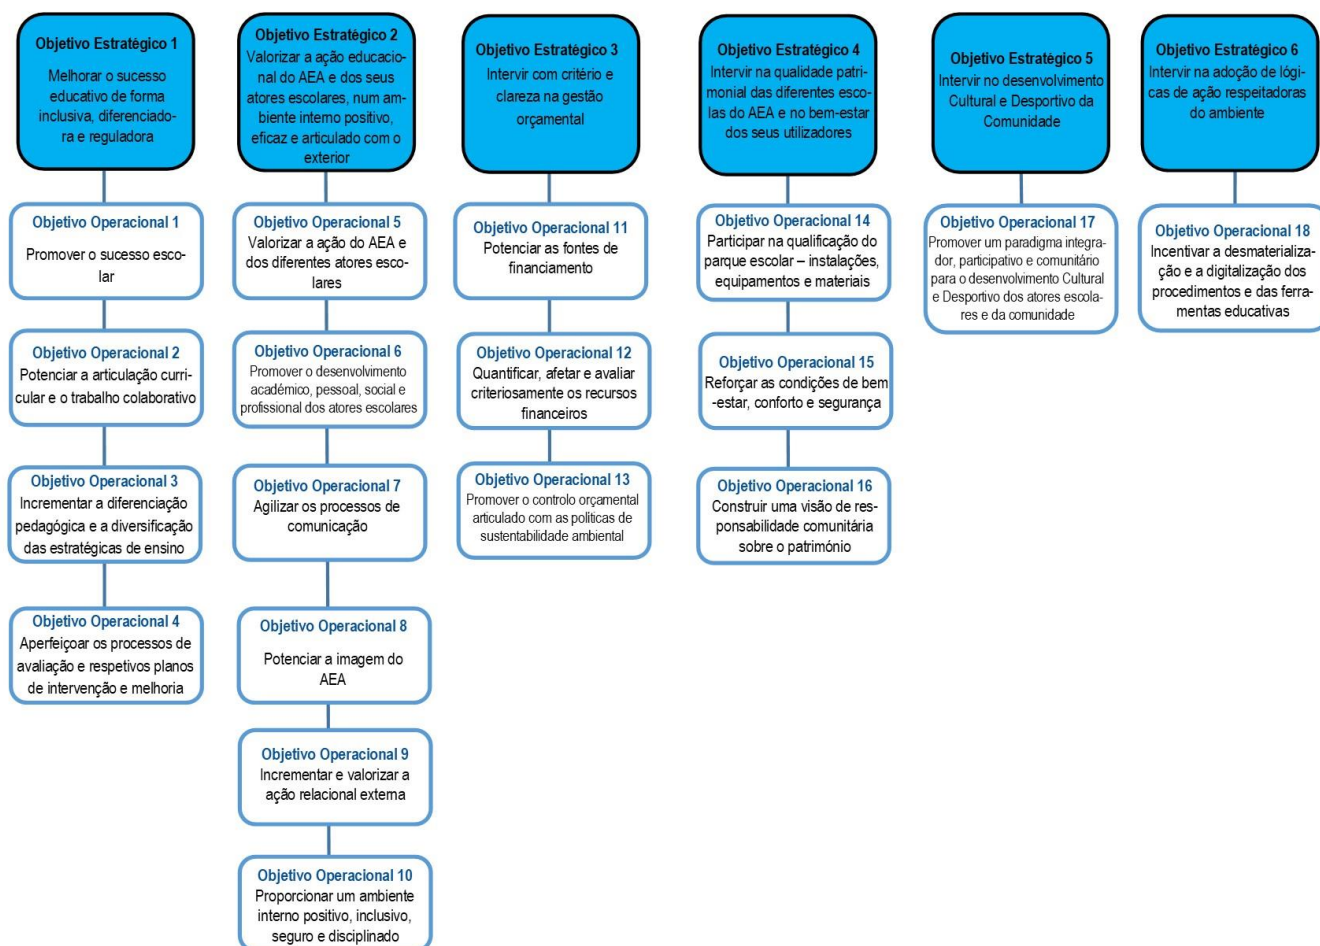 Objetivo Estratégico 1
Melhorar o sucesso
educativo de forma
inclusiva, diferenciado-
ra e reguladora
Objetivo Operacional 1
Promover o sucesso esco-
lar
Objetivo Operacional 2
Potenciar a articulação curri-
cular e o trabalho colaborativo
Objetivo Operacional 3
Incrementar a diferenciação
pedagógica e a diversificação
das estratégicas de ensino
Objetivo Operacional 4
Aperfeiçoar os processos de
avaliação e respetivos planos
de intervenção e melhoria
Objetivo Estratégico 2
Valorizar a ação educacio-
nal do AEA e dos seus
atores escolares, num am-
biente interno positivo,
eficaz e articulado com o
exterior
Objetivo Operacional 5
Valorizar a ação do AEA e
dos diferentes atores esco-
lares
Objetivo Operacional 6
Promover o desenvolvimento
académico, pessoal, social e
profissional dos atores escolares
Objetivo Operacional 7
Agilizar os processos de
comunicação
Objetivo Operacional 8
Potenciar a imagem do
AEA
Objetivo Operacional 9
Incrementar e valorizar a
ação relacional externa
Objetivo Operacional 10
Proporcionar um ambiente
interno positivo, inclusivo,
seguro e disciplinado
Objetivo Estratégico 3
Intervir com critério e
clareza na gestão
orçamental
Objetivo Operacional 11
Potenciar as fontes de
financiamento
Objetivo Operacional 12
Quantificar, afetar e avaliar
criteriosamente os recursos
financeiros
Objetivo Operacional 13
Promover o controlo orçamental
articulado com as políticas de
sustentabilidade ambiental
Objetivo Estratégico 4
Intervir na qualidade patri-
monial das diferentes esco-
las do AEA e no bem-estar
dos seus utilizadores
Objetivo Operacional 14
Participar na qualificação do
parque escolar – instalações,
equipamentos e materiais
Objetivo Operacional 15
Reforçar as condições de bem
-estar, conforto e segurança
Objetivo Operacional 16
Construir uma visão de res-
ponsabilidade comunitária
sobre o património
Objetivo Estratégico 5
Intervir no desenvolvimento
Cultural e Desportivo da
Comunidade
Objetivo Operacional 17
Promover um paradigma integra-
dor, participativo e comunitário
para o desenvolvimento Cultural
e Desportivo dos atores escola-
res e da comunidade
Objetivo Estratégico 6
Intervir na adoção de lóg-
icas de ação respeitadoras
do ambiente
Objetivo Operacional 18
Incentivar a desmaterializa-
ção e a digitalização dos
procedimentos e das ferra-
mentas educativas